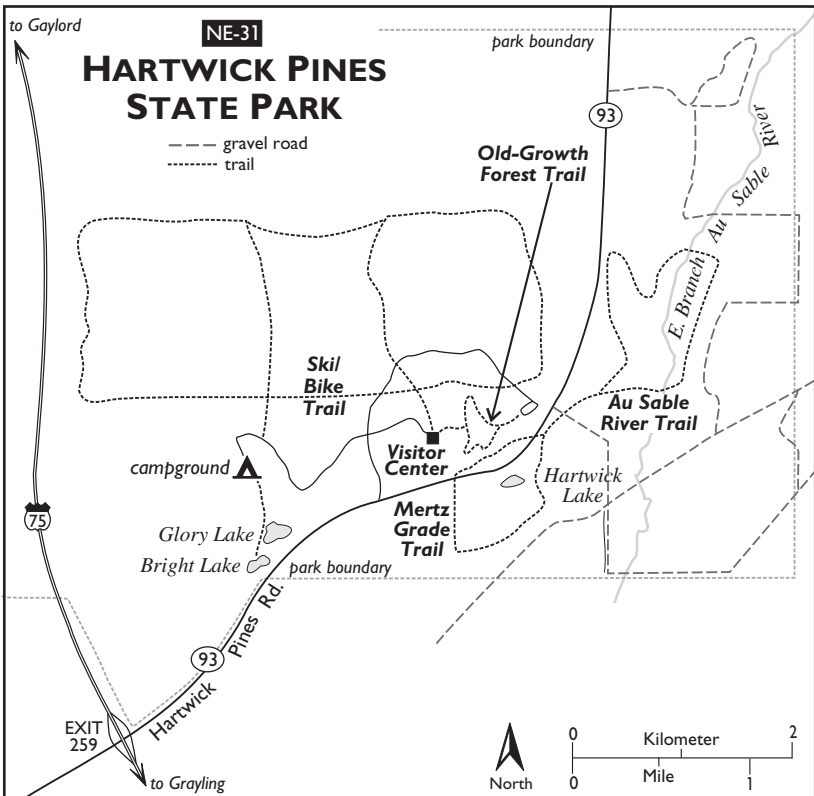 to Gaylord
NE-31
HARTWICK PINES
STATE PARK
gravel road
trail
park boundary
93
Old-Growth
Forest Trail
E. Branch Au Sable River
Ski/
Bike
Trail
Au Sable
River Trail
Visitor
Center
campground
Hartwick
Lake
Mertz
Grade
Trail
75
Glory Lake
Bright Lake
park boundary
93
Hartwick Pines Rd.
EXIT
259
to Grayling
North
0 2
Kilometer
Mile
0 1